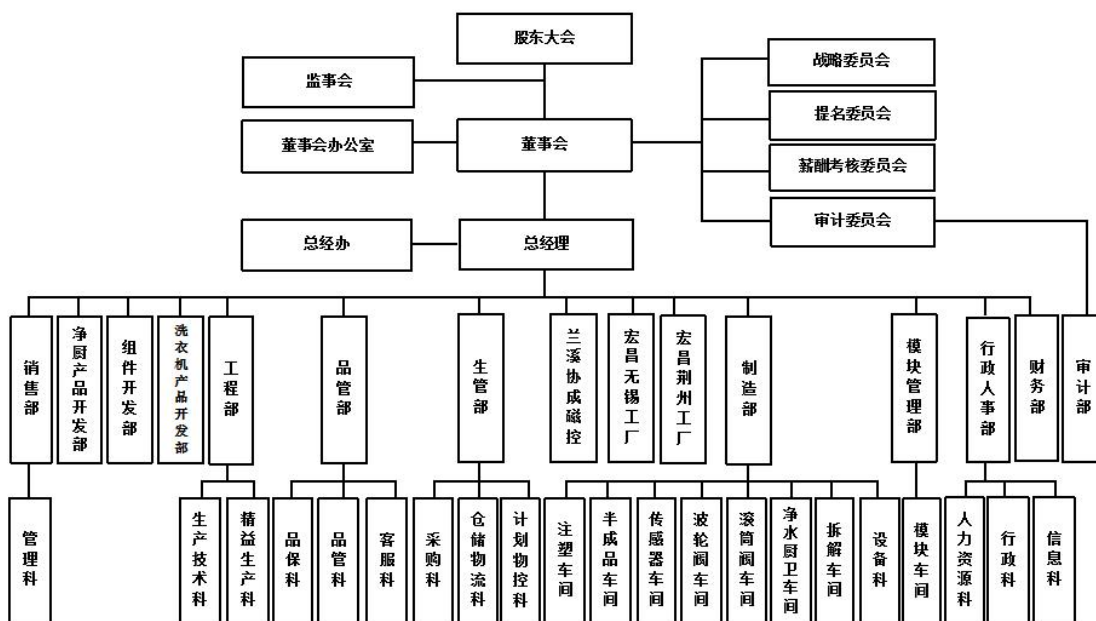 股东大会
监事会
战略委员会
提名委员会
董事会办公室
董事会
薪酬考核委员会
审计委员会
总经办
总经理
销售部
净厨产品开发部
组件开发部
洗衣机产品开发部
工程部
品管部
生管部
兰溪协成磁控
宏昌无锡工厂
宏昌荆州工厂
制造部
模块管理部
行政人事部
财务部
审计部
管理科
生产技术科
精益生产科
品保科
品管科
客服科
采购科
仓储物流科
计划物控科
注塑车间
半成品车间
传感器车间
波轮阀车间
滚筒阀车间
净水厨卫车间
拆解车间
设备科
模块车间
人力资源科
行政科
信息科